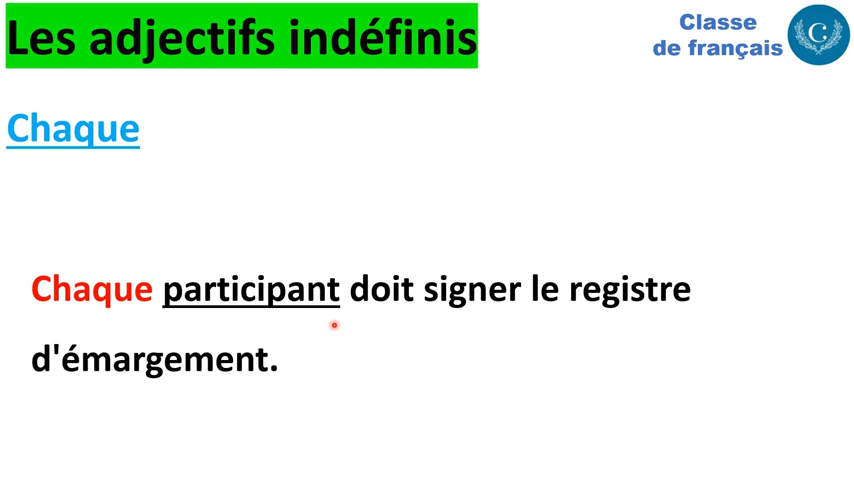 Les adjectifs indéfinis
Classe
de français
C
Chaque
Chaque participant doit signer le registre
d'émargement.